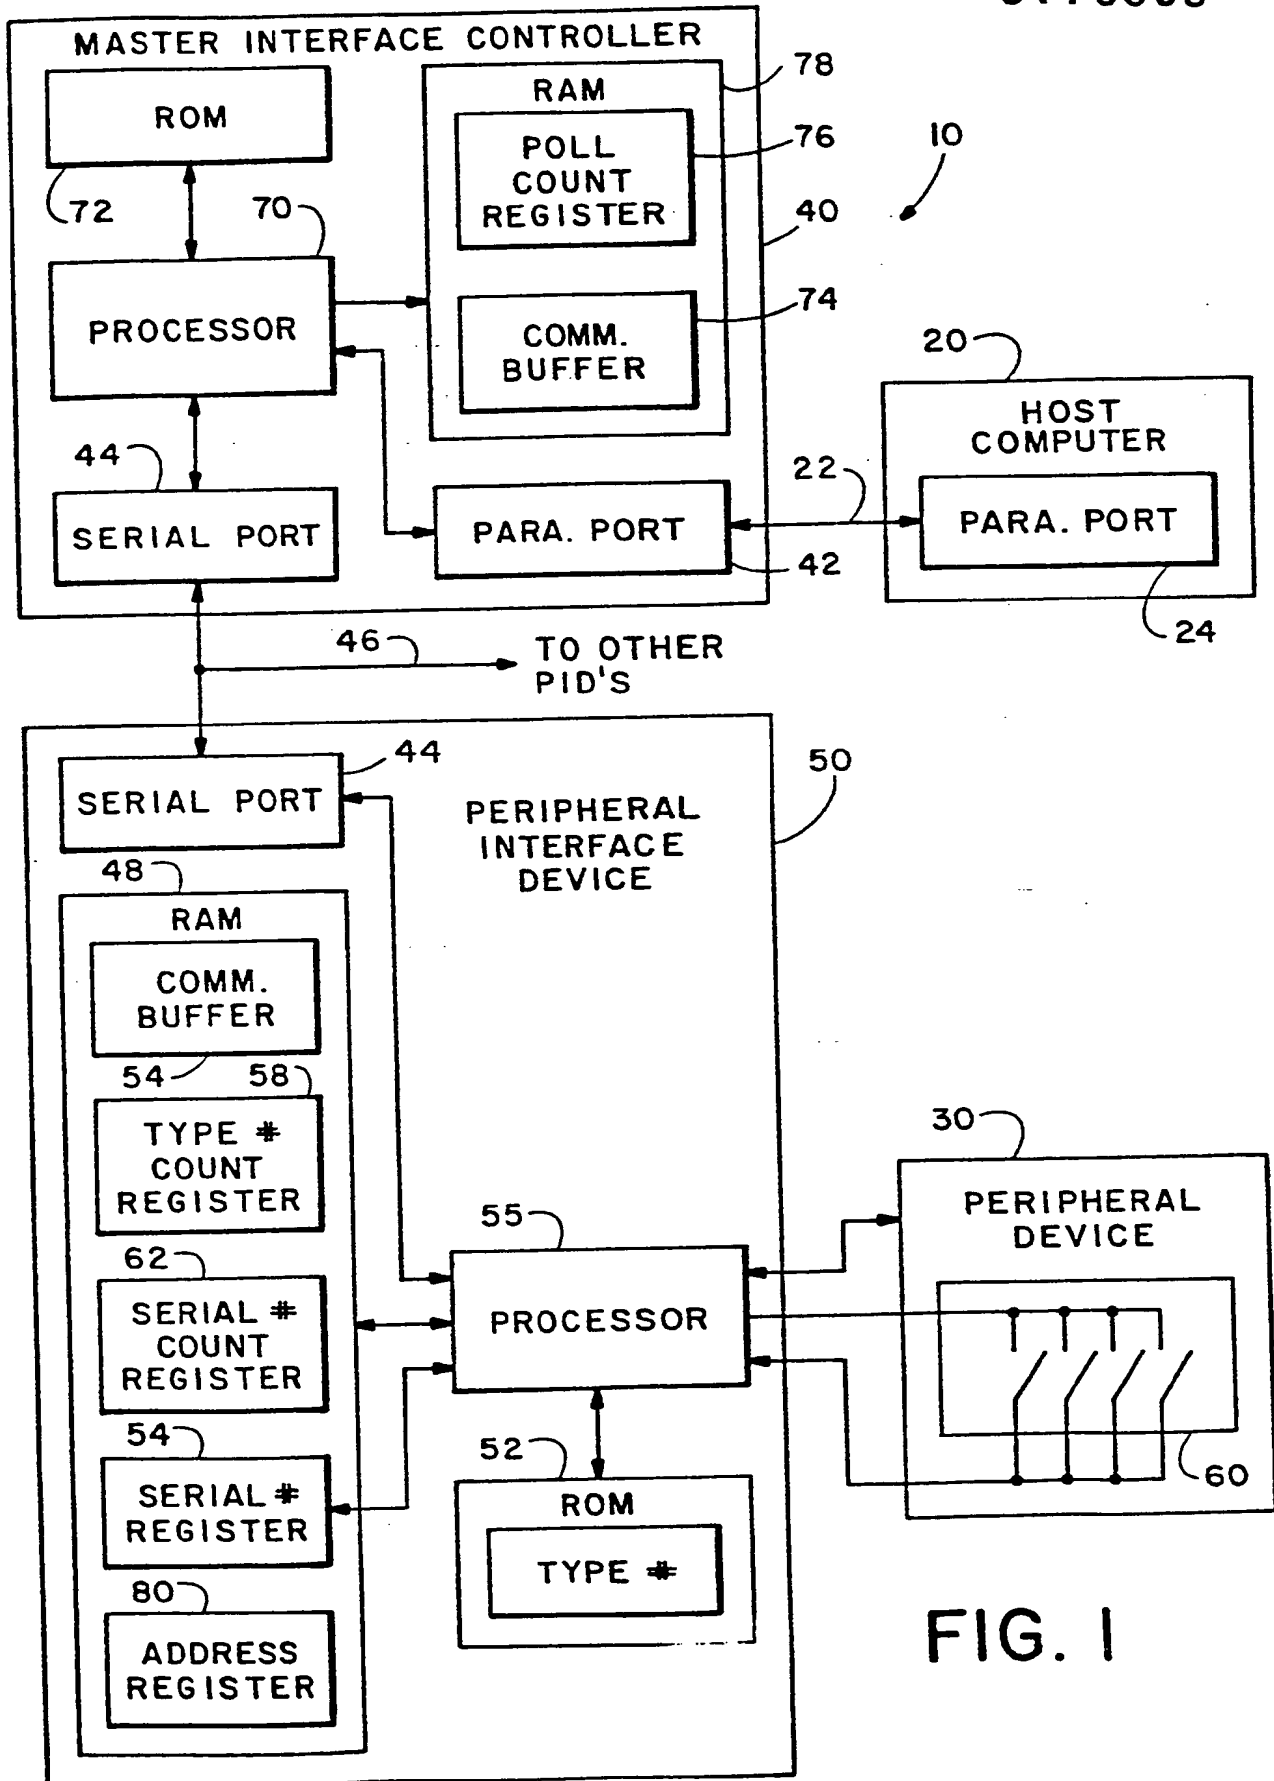 MASTER INTERFACE CONTROLLER
ROM
72
70
PROCESSOR
44
SERIAL PORT
RAM
78
POLL
COUNT
REGISTER
76
40
COMM.
BUFFER
74
PARA. PORT
42
10
22
20
HOST
COMPUTER
PARA. PORT
24
46
TO OTHER
PID'S
44
SERIAL PORT
PERIPHERAL
INTERFACE
DEVICE
50
48
RAM
COMM.
BUFFER
54
58
TYPE #
COUNT
REGISTER
62
SERIAL #
COUNT
REGISTER
54
SERIAL #
REGISTER
80
ADDRESS
REGISTER
55
PROCESSOR
52
ROM
TYPE #
30
PERIPHERAL
DEVICE
60
FIG. 1